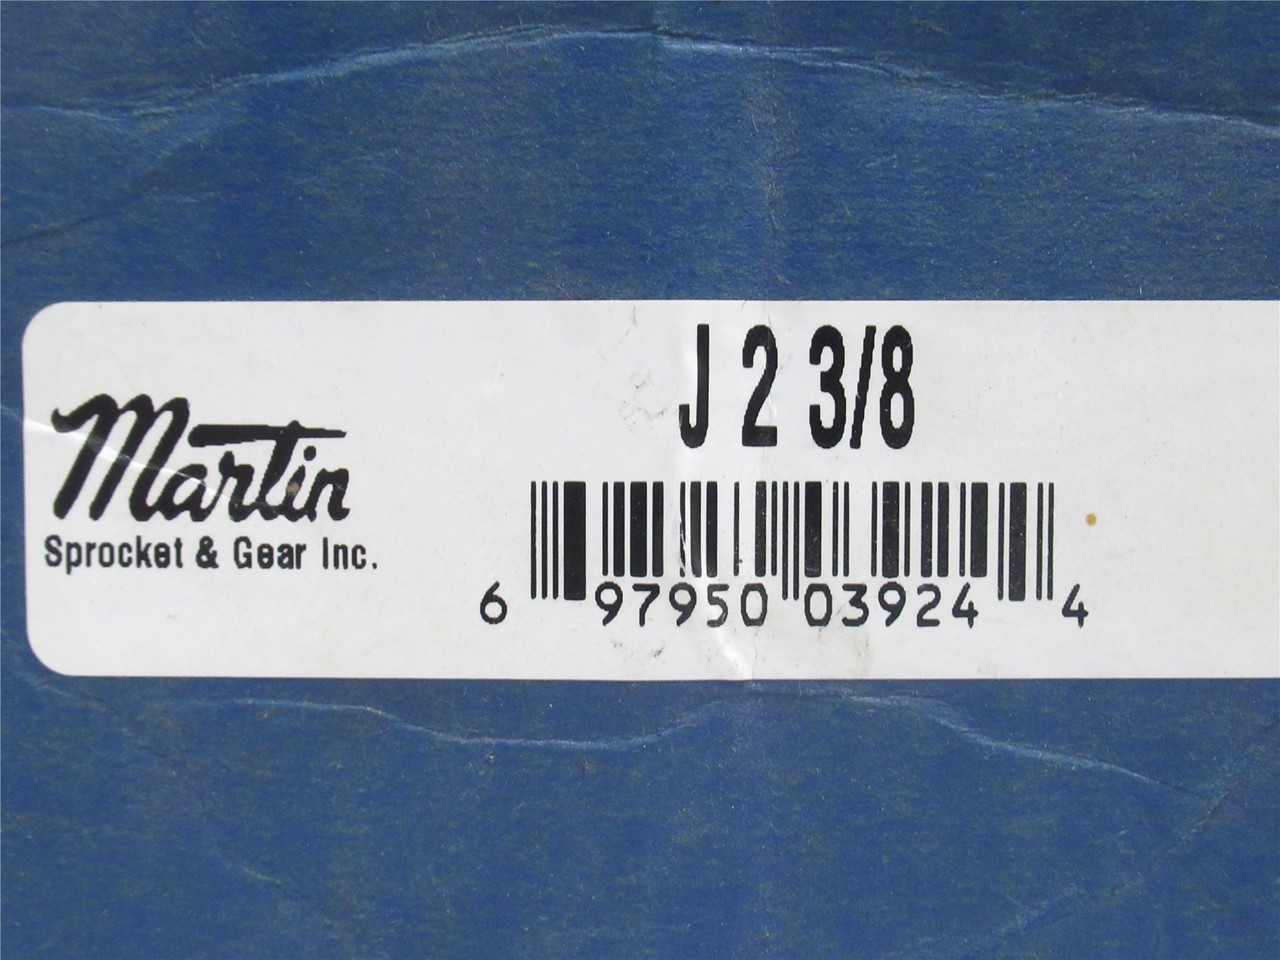 J 2 3/8
Martin
Sprocket & Gear Inc.
6 97950 03924 4